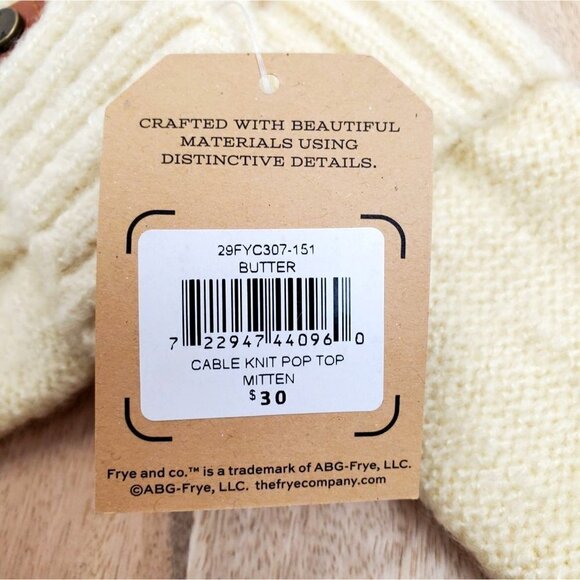 CRAFTED WITH BEAUTIFUL
MATERIALS USING
DISTINCTIVE DETAILS.
29FYC307-151
BUTTER
7 22947 44096 0
CABLE KNIT POP TOP
MITTEN
$30
Frye and co.™ is a trademark of ABG-Frye, LLC.
©ABG-Frye, LLC. thefryecompany.com